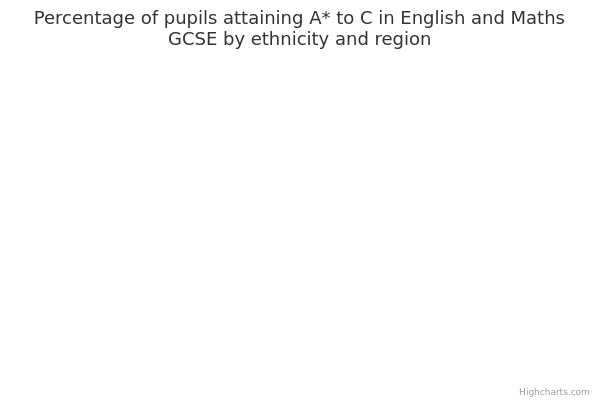 Percentage of pupils attaining A* to C in English and Maths
GCSE by ethnicity and region
Highcharts.com